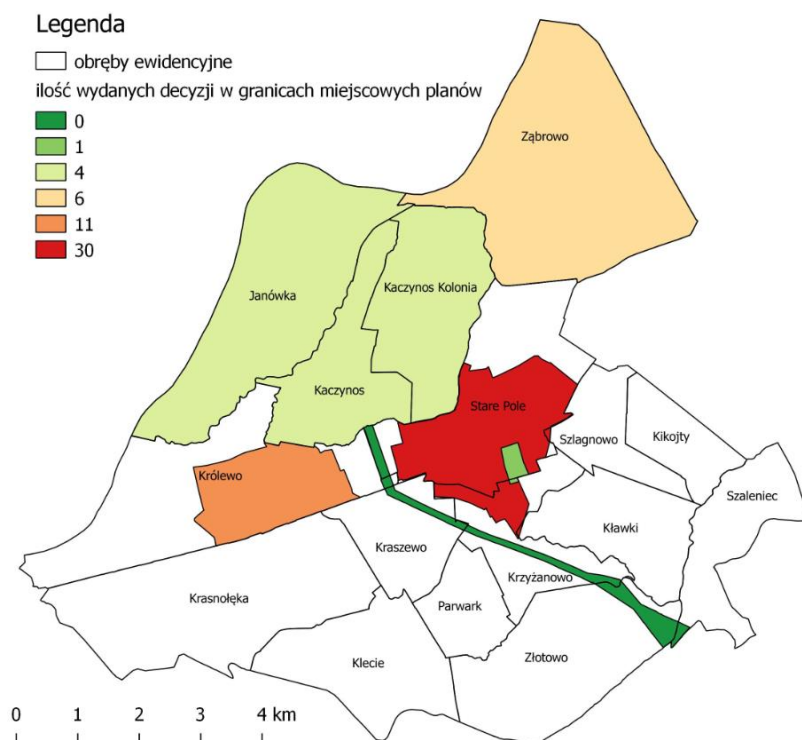 Legenda
obręby ewidencyjne
ilość wydanych decyzji w granicach miejscowych planów
0
1
4
6
11
30
Ząbrowo
Janówka
Kaczynos Kolonia
Kaczynos
Stare Pole
Szlagnowo
Kikojty
Królewo
Szaleniec
Kławki
Kraszewo
Krzyżanowo
Krasnołęka
Parwark
Klecie
Złotowo
0 1 2 3 4 km